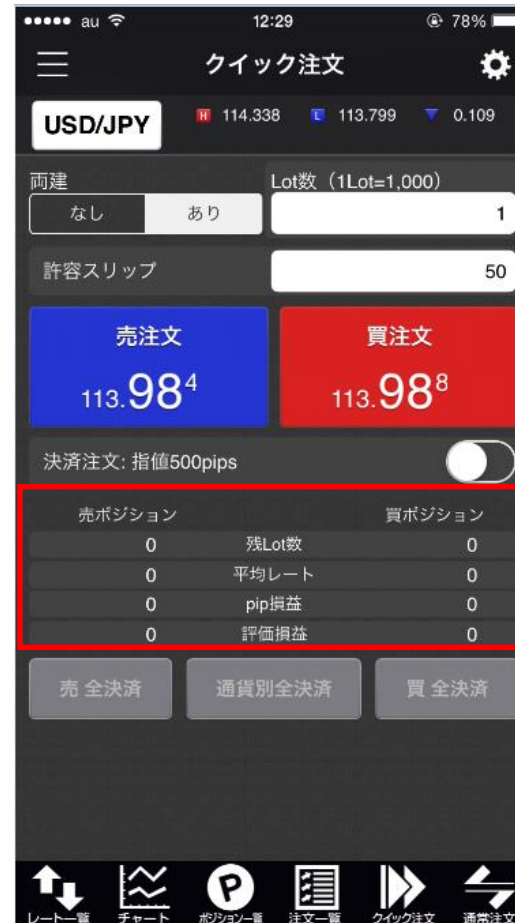 au 12:29 78%
クイック注文
USD/JPY H 114.338 L 113.799 ▼ 0.109
両建 Lot数（1Lot=1,000）
なし あり 1
許容スリップ 50
売注文 買注文
113.984 113.988
決済注文: 指値500pips
売ポジション 買ポジション
0 残Lot数 0
0 平均レート 0
0 pip損益 0
0 評価損益 0
売 全決済 通貨別全決済 買 全決済
P
レート一覧 チャート ポジション一覧 注文一覧 クイック注文 通常注文